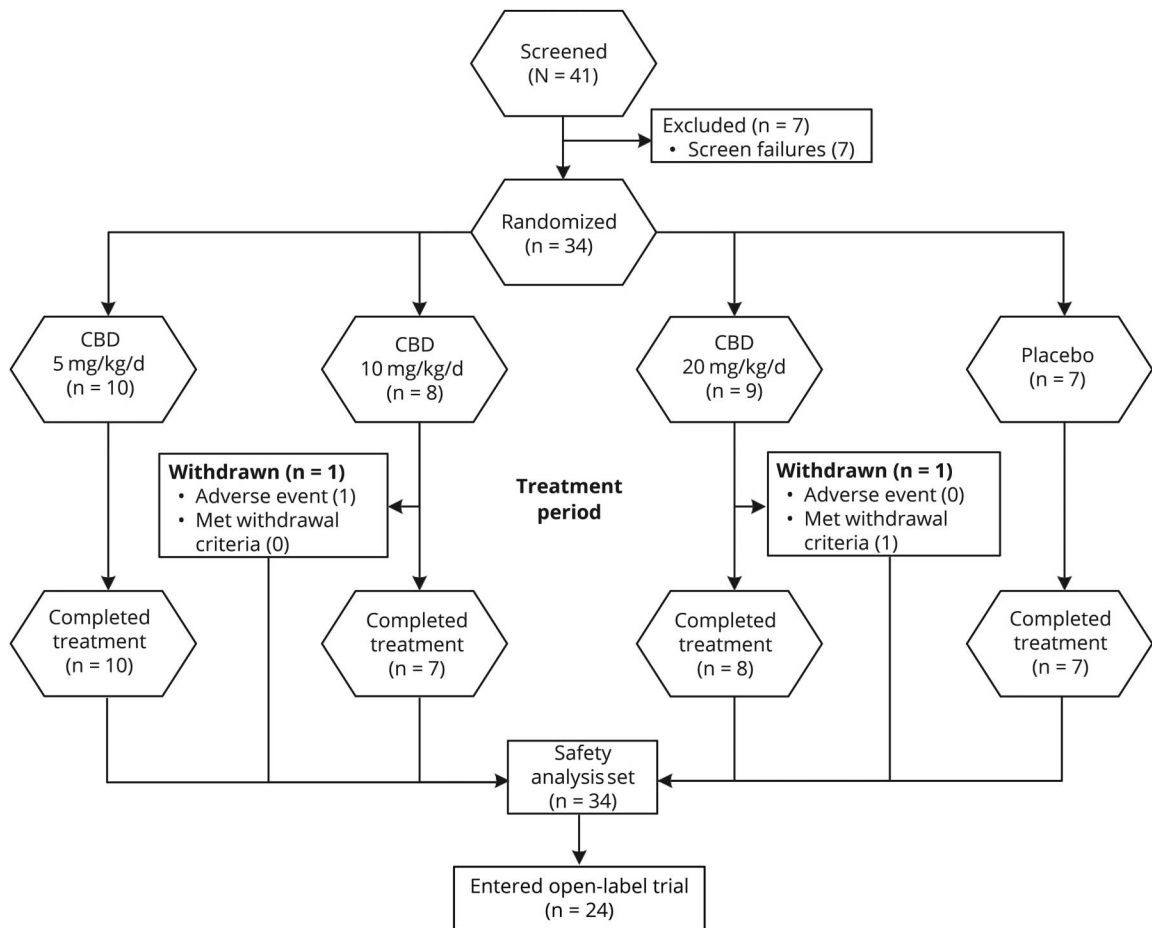 Screened
(N = 41)
Excluded (n = 7)
• Screen failures (7)
Randomized
(n = 34)
CBD
5 mg/kg/d
(n = 10)
CBD
10 mg/kg/d
(n = 8)
CBD
20 mg/kg/d
(n = 9)
Placebo
(n = 7)
Withdrawn (n = 1)
• Adverse event (1)
• Met withdrawal
criteria (0)
Treatment
period
Withdrawn (n = 1)
• Adverse event (0)
• Met withdrawal
criteria (1)
Completed
treatment
(n = 10)
Completed
treatment
(n = 7)
Completed
treatment
(n = 8)
Completed
treatment
(n = 7)
Safety
analysis set
(n = 34)
Entered open-label trial
(n = 24)